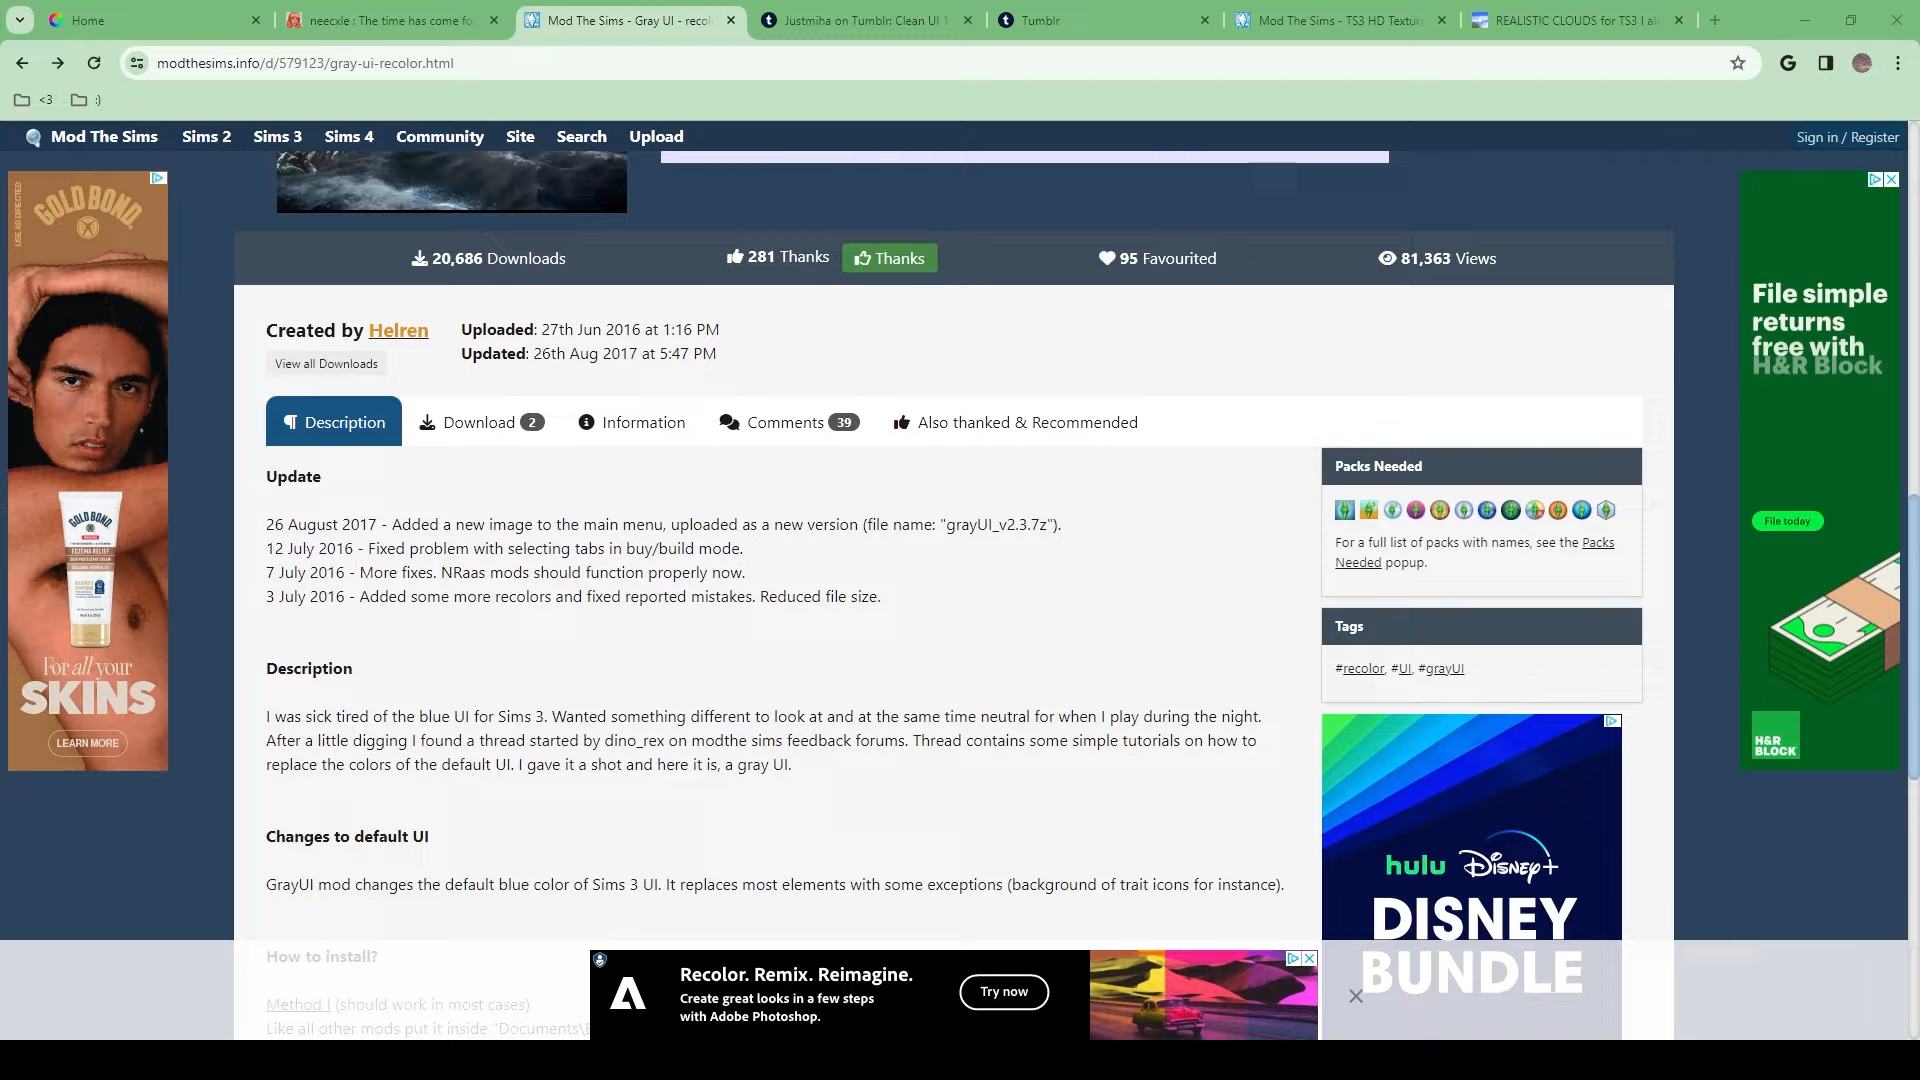 Home
neecxle : The time has come fo
Mod The Sims - Gray UI - recol
Justmiha on Tumblr: Clean UI 1
Tumblr
Mod The Sims - TS3 HD Textur
REALISTIC CLOUDS for TS3 I al
modthesims.info/d/579123/gray-ui-recolor.html
<3
:)
Mod The Sims Sims 2 Sims 3 Sims 4 Community Site Search Upload
Sign in / Register
20,686 Downloads
281 Thanks
Thanks
95 Favourited
81,363 Views
Created by Helren
View all Downloads
Uploaded: 27th Jun 2016 at 1:16 PM
Updated: 26th Aug 2017 at 5:47 PM
Description
Download 2
Information
Comments 39
Also thanked & Recommended
Update
26 August 2017 - Added a new image to the main menu, uploaded as a new version (file name: "grayUI_v2.3.7z").
12 July 2016 - Fixed problem with selecting tabs in buy/build mode.
7 July 2016 - More fixes. NRaas mods should function properly now.
3 July 2016 - Added some more recolors and fixed reported mistakes. Reduced file size.
Description
I was sick tired of the blue UI for Sims 3. Wanted something different to look at and at the same time neutral for when I play during the night.
After a little digging I found a thread started by dino_rex on modthe sims feedback forums. Thread contains some simple tutorials on how to
replace the colors of the default UI. I gave it a shot and here it is, a gray UI.
Changes to default UI
GrayUI mod changes the default blue color of Sims 3 UI. It replaces most elements with some exceptions (background of trait icons for instance).
How to install?
Method I (should work in most cases)
Like all other mods put it inside "Documents\E
Packs Needed
For a full list of packs with names, see the Packs
Needed popup.
Tags
#recolor, #UI, #grayUI
USE AS DIRECTED
GOLD BOND
GOLD BOND
ECZEMA RELIEF
For all your
SKINS
LEARN MORE
File simple
returns
free with
H&R Block
File today
H&R
BLOCK
hulu Disney+
DISNEY
BUNDLE
Recolor. Remix. Reimagine.
Create great looks in a few steps
with Adobe Photoshop.
Try now